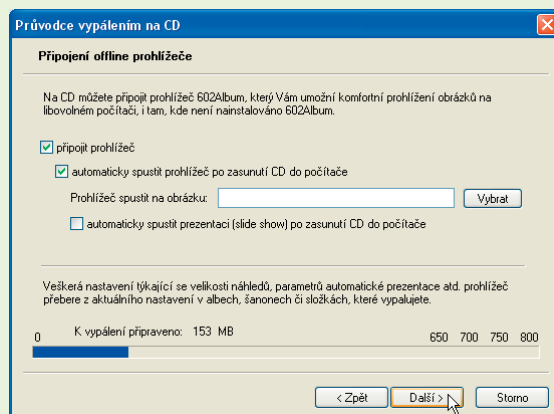 Průvodce vypálením na CD
Připojení offline prohlížeče
Na CD můžete připojit prohlížeč 602Album, který Vám umožní komfortní prohlížení obrázků na
libovolném počítači, i tam, kde není nainstalováno 602Album.
připojit prohlížeč
automaticky spustit prohlížeč po zasunutí CD do počítače
Prohlížeč spustit na obrázku:
Vybrat
automaticky spustit prezentaci (slide show) po zasunutí CD do počítače
Veškerá nastavení týkající se velikosti náhledů, parametrů automatické prezentace atd. prohlížeč
přebere z aktuálního nastavení v albech, šanonech či složkách, které vypalujete.
0 K vypálení připraveno: 153 MB 650 700 750 800
< Zpět Další > Storno